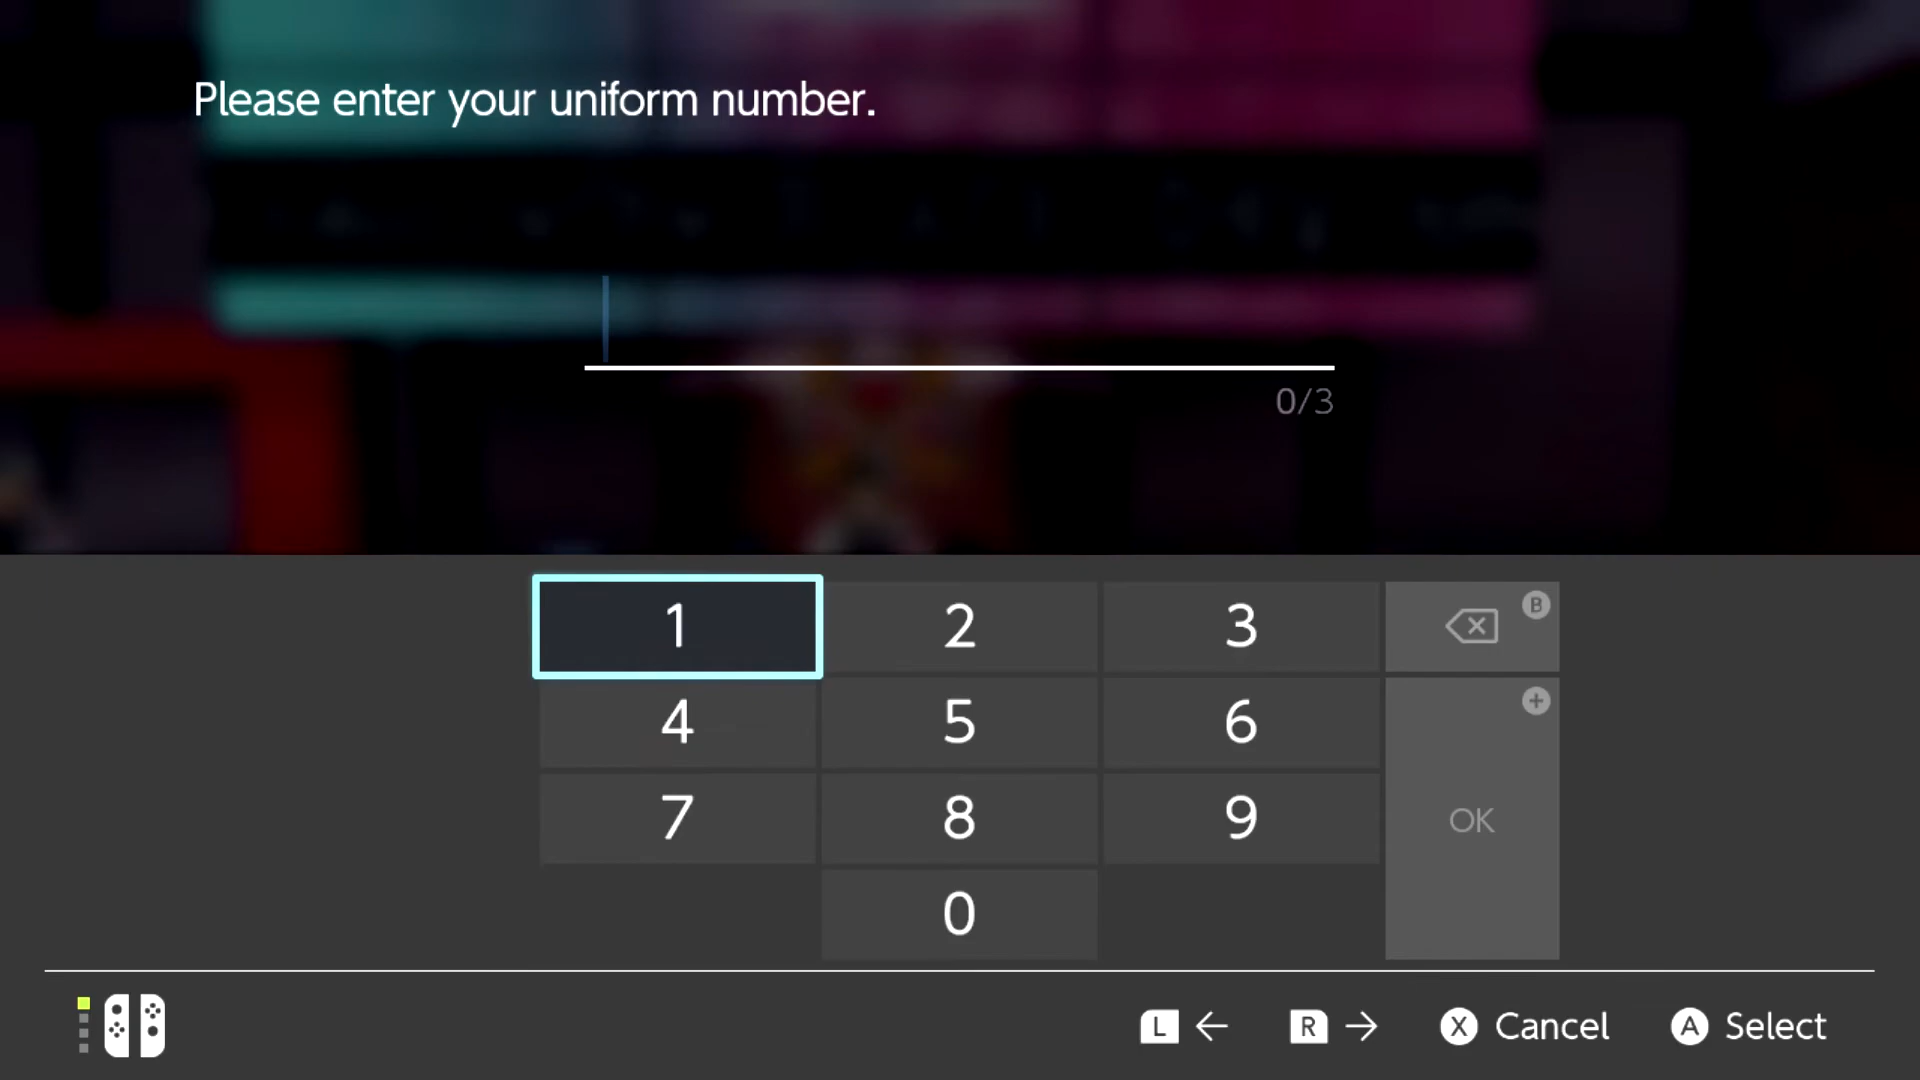 Please enter your uniform number.
0/3
1 2 3 B
4 5 6 +
7 8 9 OK
0
L ← R → X Cancel A Select